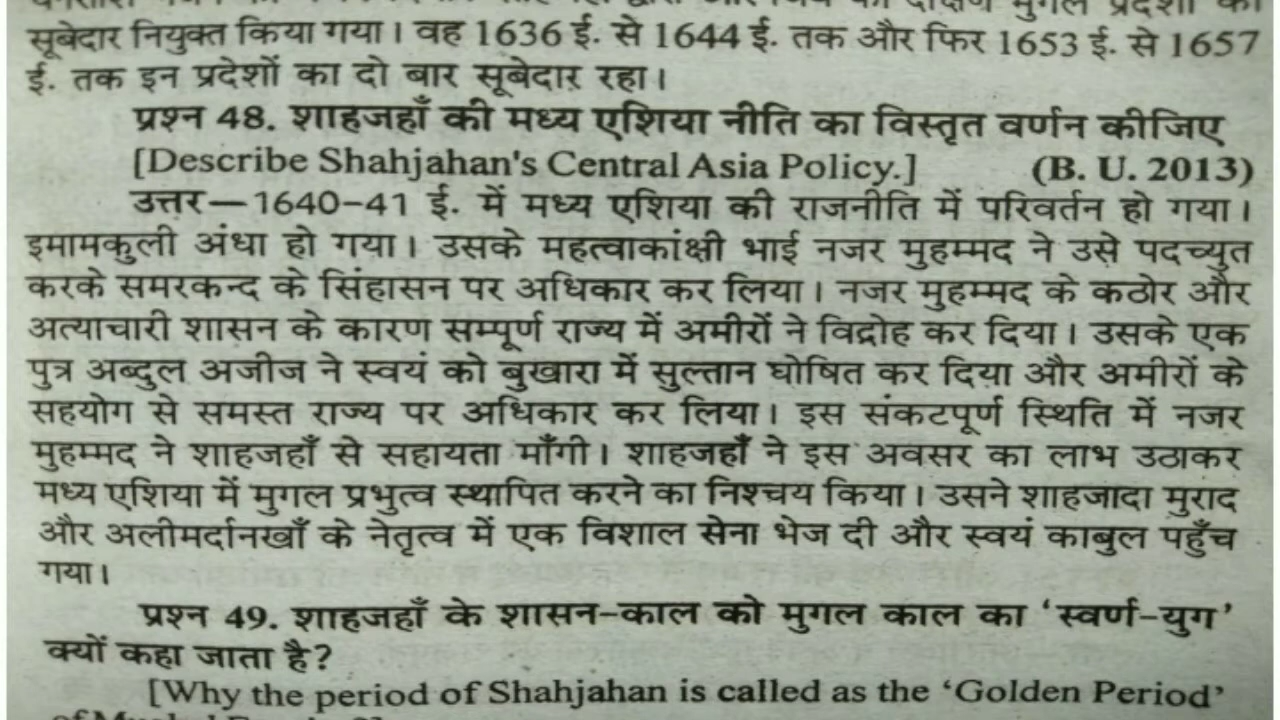 सूबेदार नियुक्त किया गया। वह 1636 ई. से 1644 ई. तक और फिर 1653 ई. से 1657
ई. तक इन प्रदेशों का दो बार सूबेदार रहा।
प्रश्न 48. शाहजहाँ की मध्य एशिया नीति का विस्तृत वर्णन कीजिए
[Describe Shahjahan's Central Asia Policy.] (B. U. 2013)
उत्तर—1640-41 ई. में मध्य एशिया की राजनीति में परिवर्तन हो गया।
इमामकुली अंधा हो गया। उसके महत्वाकांक्षी भाई नजर मुहम्मद ने उसे पदच्युत
करके समरकन्द के सिंहासन पर अधिकार कर लिया। नजर मुहम्मद के कठोर और
अत्याचारी शासन के कारण सम्पूर्ण राज्य में अमीरों ने विद्रोह कर दिया। उसके एक
पुत्र अब्दुल अजीज ने स्वयं को बुखारा में सुल्तान घोषित कर दिया और अमीरों के
सहयोग से समस्त राज्य पर अधिकार कर लिया। इस संकटपूर्ण स्थिति में नजर
मुहम्मद ने शाहजहाँ से सहायता माँगी। शाहजहाँ ने इस अवसर का लाभ उठाकर
मध्य एशिया में मुगल प्रभुत्व स्थापित करने का निश्चय किया। उसने शाहजादा मुराद
और अलीमर्दानखाँ के नेतृत्व में एक विशाल सेना भेज दी और स्वयं काबुल पहुँच
गया।
प्रश्न 49. शाहजहाँ के शासन-काल को मुगल काल का ‘स्वर्ण-युग’
क्यों कहा जाता है?
[Why the period of Shahjahan is called as the ‘Golden Period’